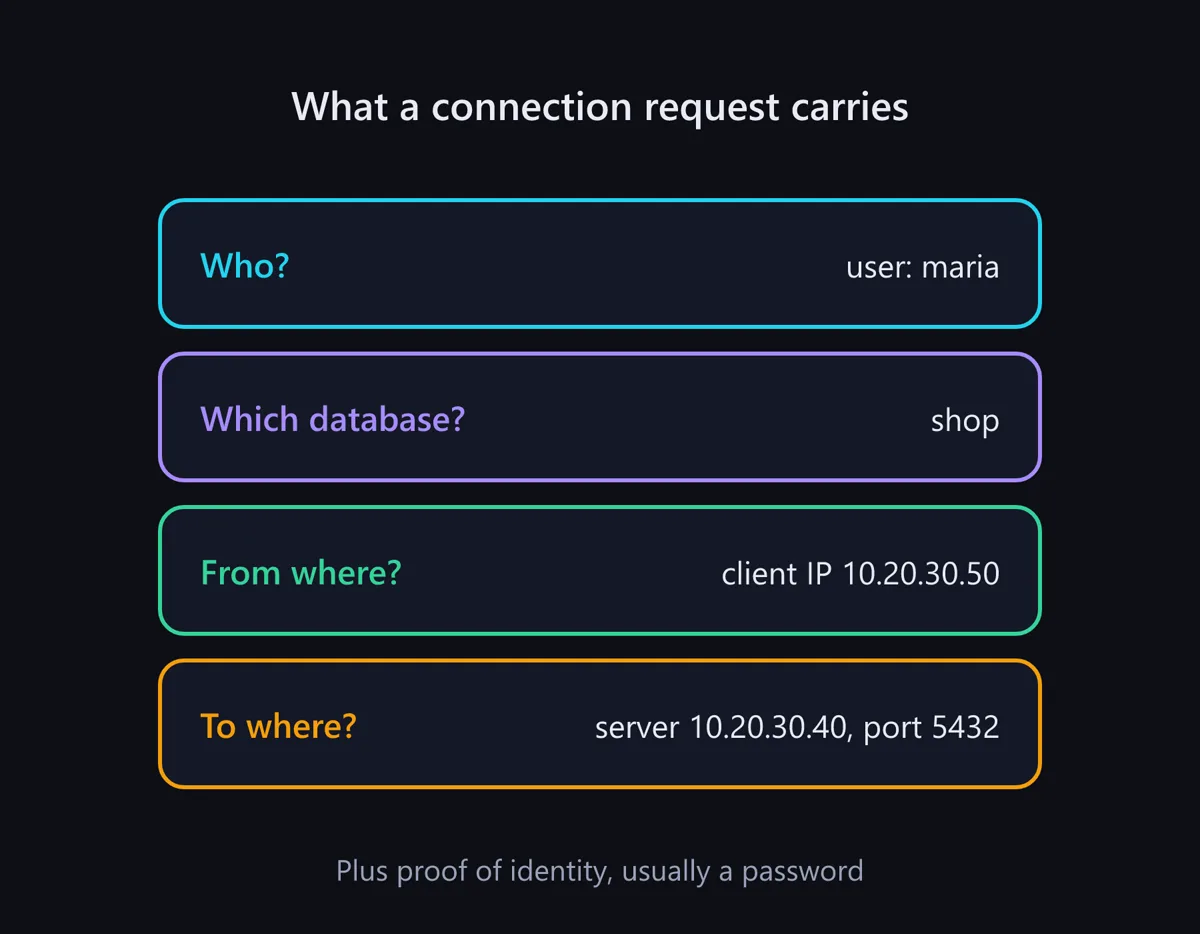 What a connection request carries
Who? user: maria
Which database? shop
From where? client IP 10.20.30.50
To where? server 10.20.30.40, port 5432
Plus proof of identity, usually a password